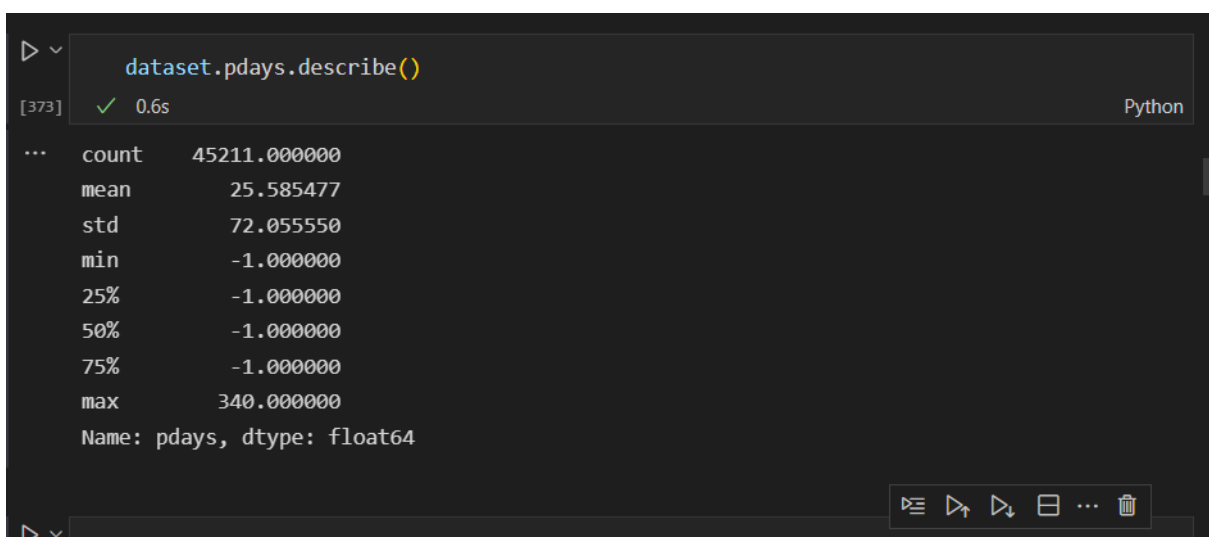 dataset.pdays.describe()
[373] 0.6s Python
... count 45211.000000
mean 25.585477
std 72.055550
min -1.000000
25% -1.000000
50% -1.000000
75% -1.000000
max 340.000000
Name: pdays, dtype: float64